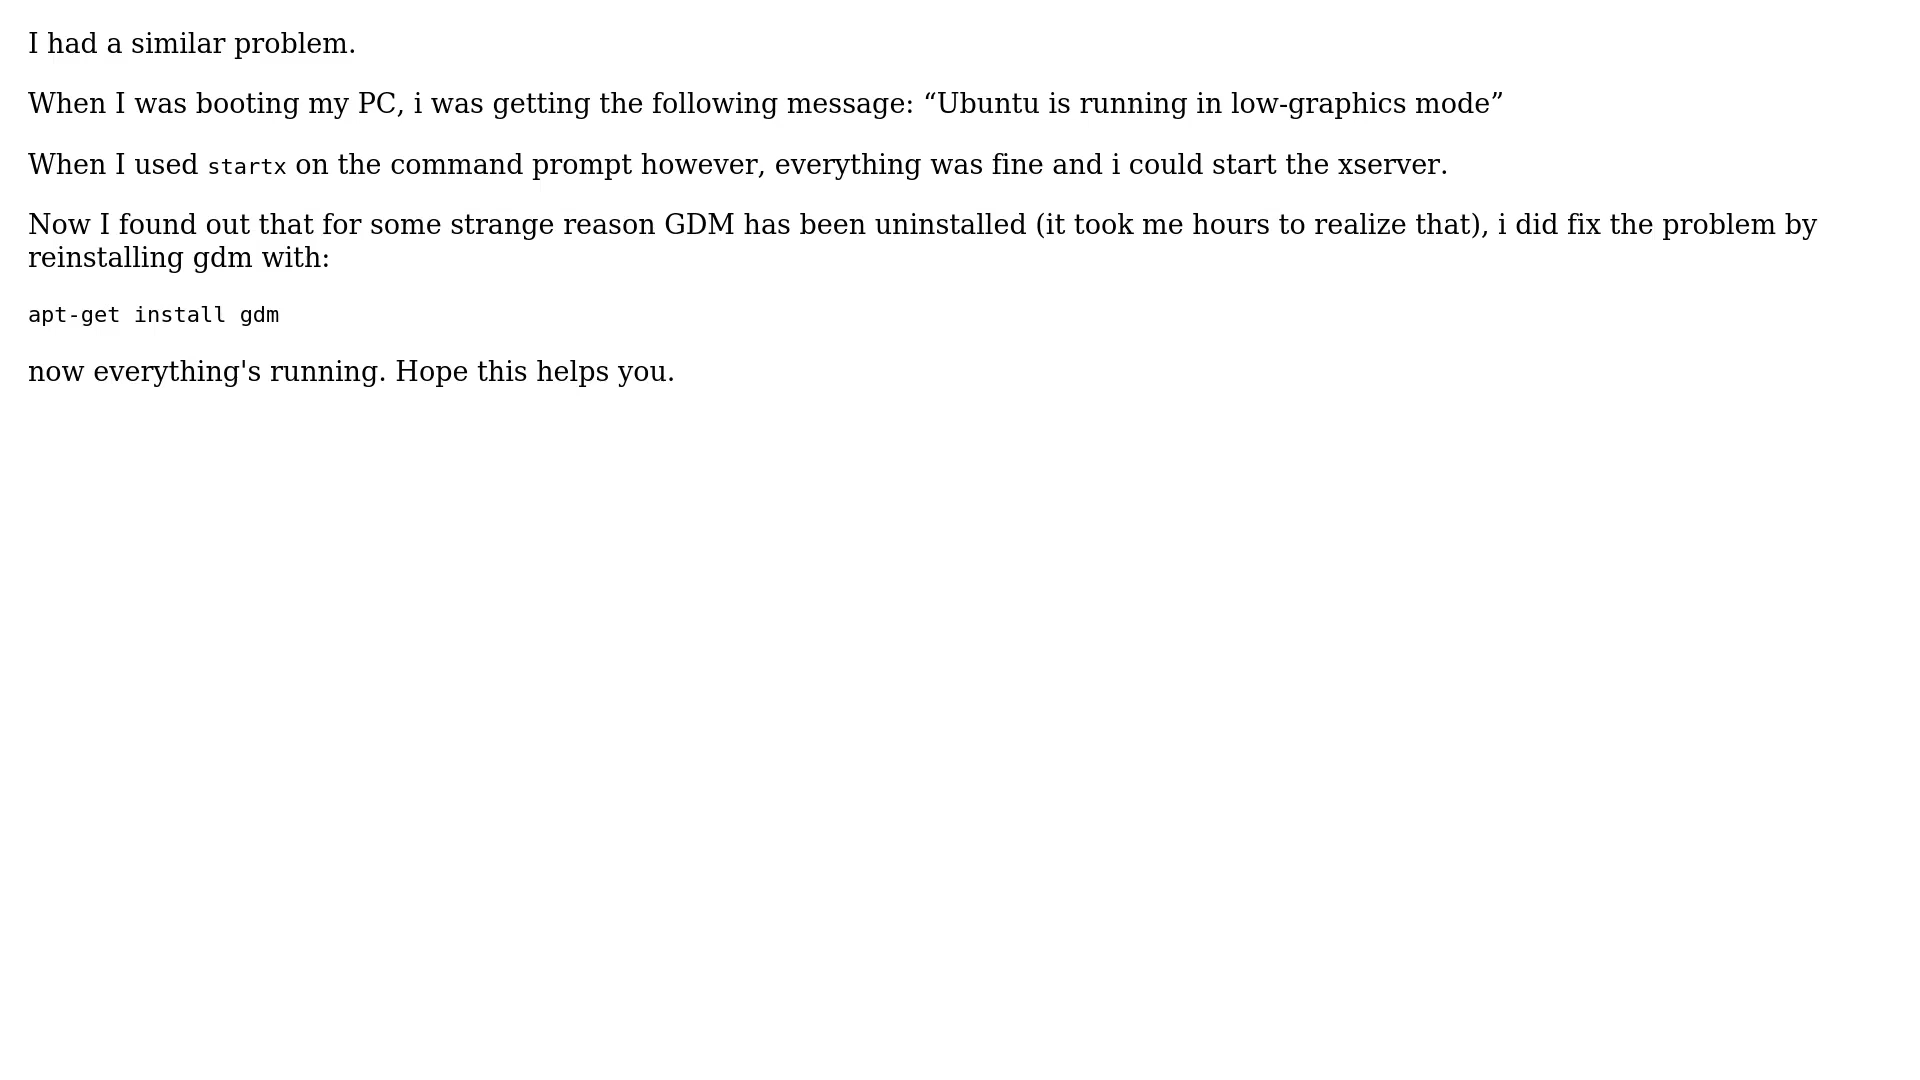 I had a similar problem.
When I was booting my PC, i was getting the following message: “Ubuntu is running in low-graphics mode”
When I used startx on the command prompt however, everything was fine and i could start the xserver.
Now I found out that for some strange reason GDM has been uninstalled (it took me hours to realize that), i did fix the problem by
reinstalling gdm with:
apt-get install gdm
now everything's running. Hope this helps you.